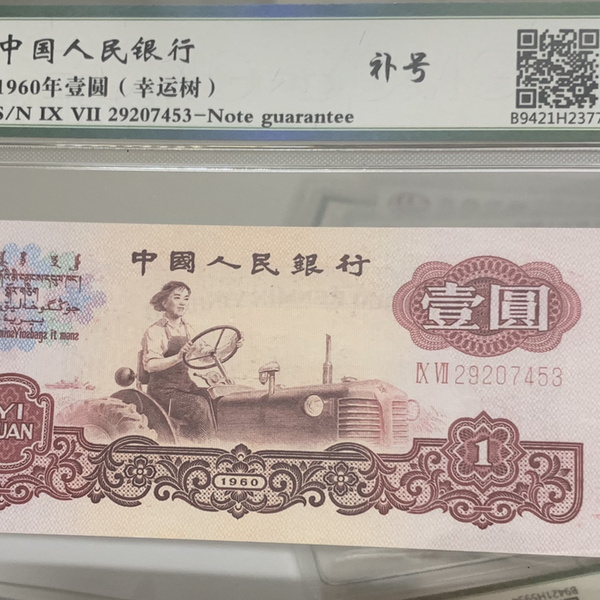 中国人民银行
补号
1960年壹圆（幸运树）
S/N IX VII 29207453-Note guarantee
B9421H2377
中國人民銀行
壹圓
IX VII 29207453
YI
YUAN
1960
1